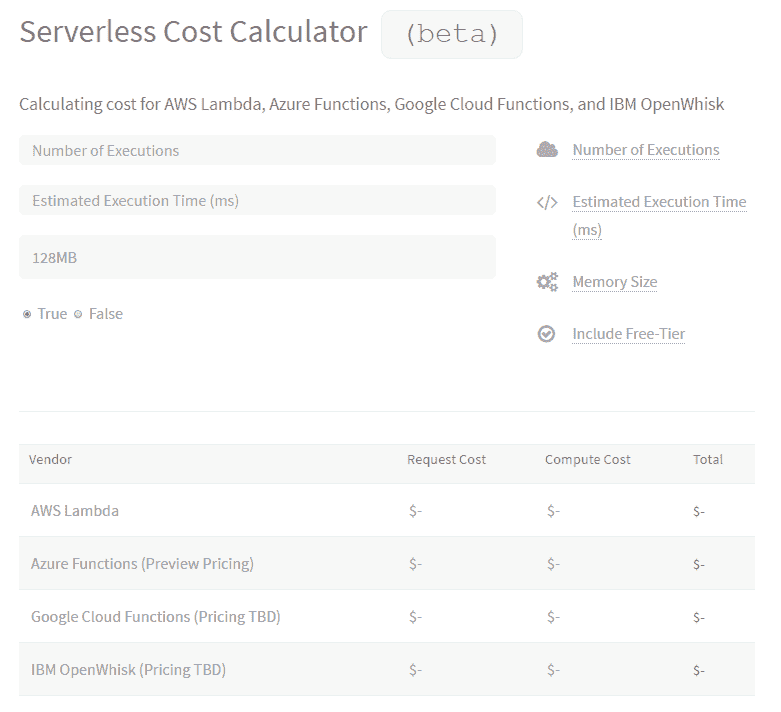 Serverless Cost Calculator (beta)
Calculating cost for AWS Lambda, Azure Functions, Google Cloud Functions, and IBM OpenWhisk
Number of Executions
Estimated Execution Time (ms)
128MB
True False
Number of Executions
Estimated Execution Time
(ms)
Memory Size
Include Free-Tier
Vendor Request Cost Compute Cost Total
AWS Lambda $- $- $-
Azure Functions (Preview Pricing) $- $- $-
Google Cloud Functions (Pricing TBD) $- $- $-
IBM OpenWhisk (Pricing TBD) $- $- $-